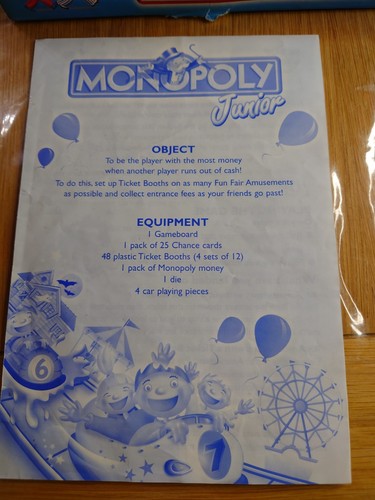 MONOPOLY
Junior
OBJECT
To be the player with the most money
when another player runs out of cash!
To do this, set up Ticket Booths on as many Fun Fair Amusements
as possible and collect entrance fees as your friends go past!
EQUIPMENT
1 Gameboard
1 pack of 25 Chance cards
48 plastic Ticket Booths (4 sets of 12)
1 pack of Monopoly money
1 die
4 car playing pieces
6
7